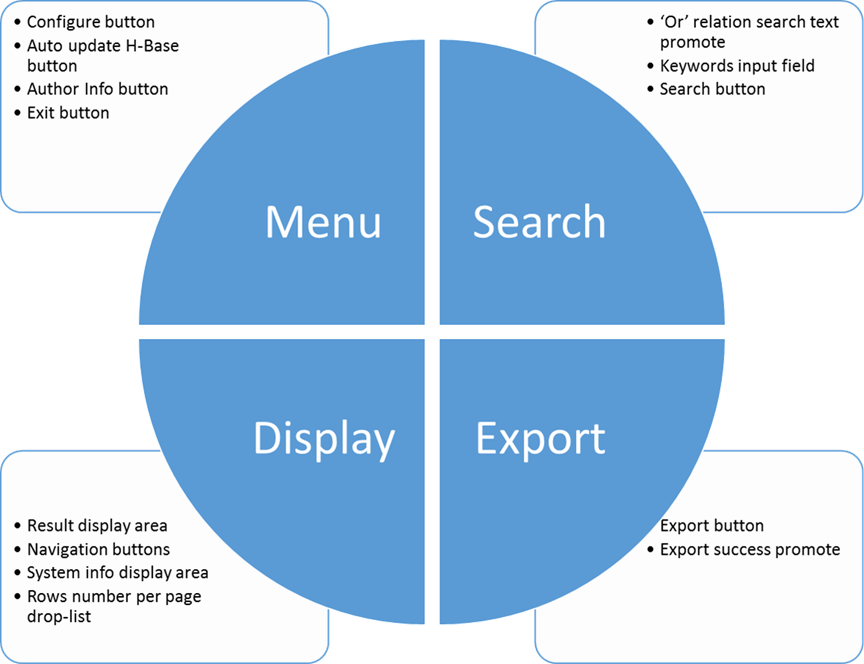 • Configure button
• Auto update H-Base
button
• Author Info button
• Exit button
• ‘Or’ relation search text
promote
• Keywords input field
• Search button
Menu
Search
Display
Export
• Result display area
• Navigation buttons
• System info display area
• Rows number per page
drop-list
Export button
• Export success promote